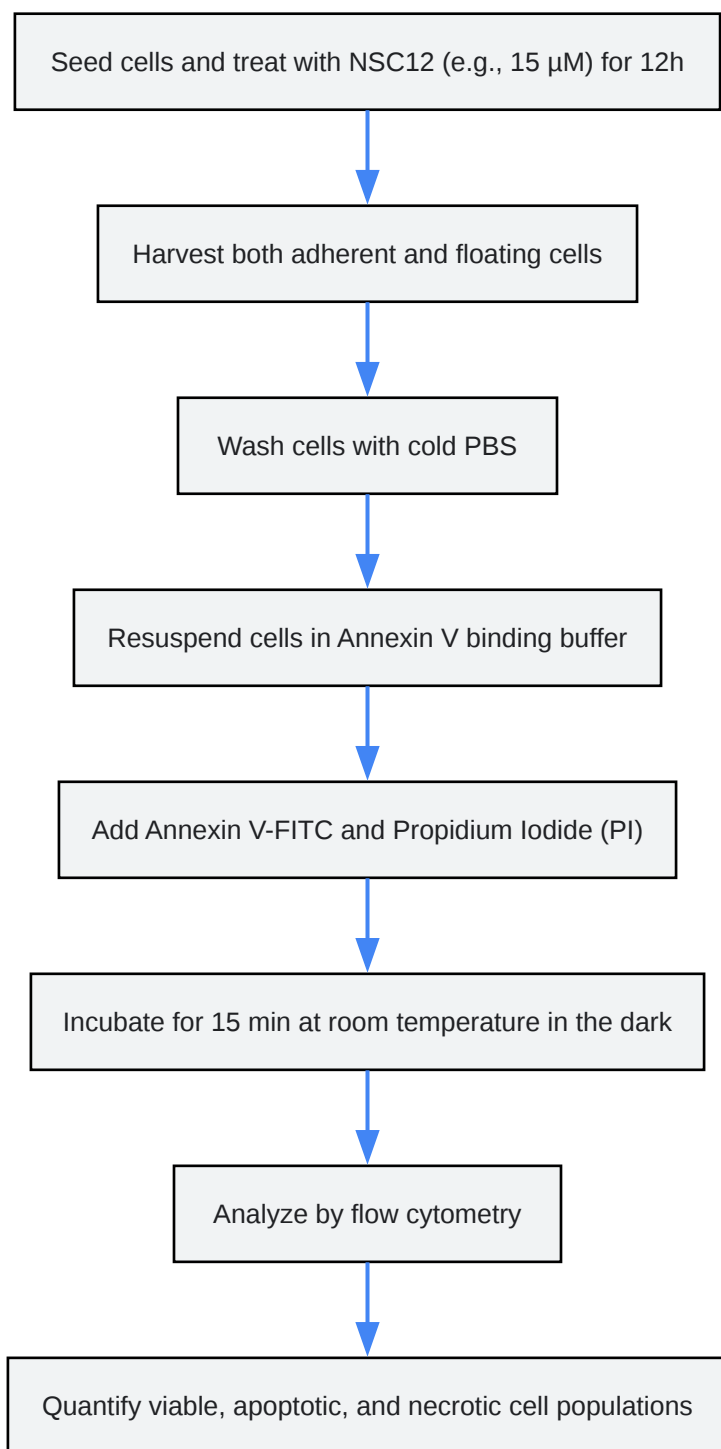 Seed cells and treat with NSC12 (e.g., 15 µM) for 12h
Harvest both adherent and floating cells
Wash cells with cold PBS
Resuspend cells in Annexin V binding buffer
Add Annexin V-FITC and Propidium Iodide (PI)
Incubate for 15 min at room temperature in the dark
Analyze by flow cytometry
Quantify viable, apoptotic, and necrotic cell populations